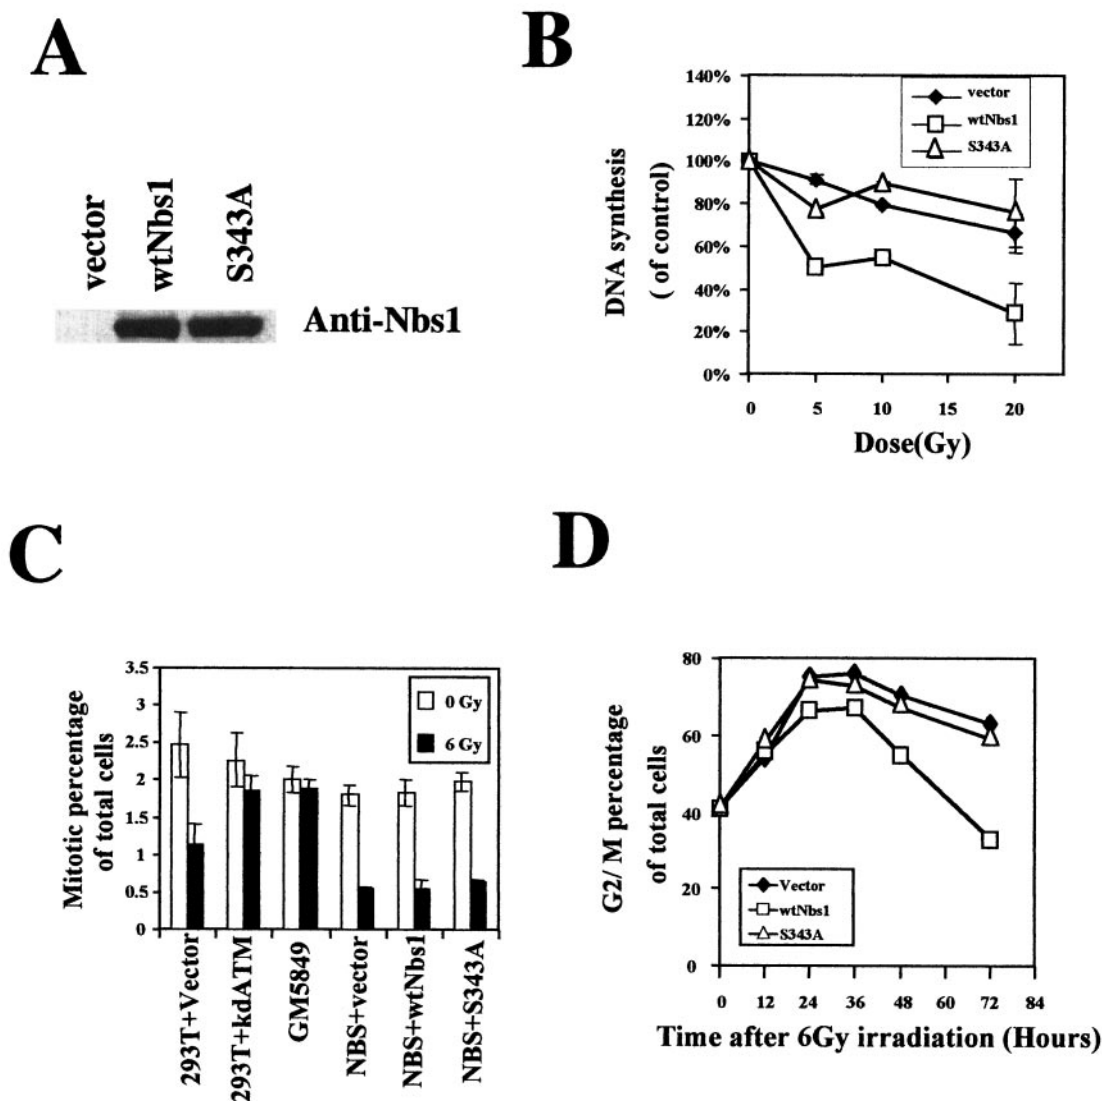 A
vector
wtNbs1
S343A
Anti-Nbs1
B
140%
120%
100%
80%
60%
40%
20%
0%
DNA synthesis
( of control)
vector
wtNbs1
S343A
0 5 10 15 20
Dose(Gy)
C
3.5
3
2.5
2
1.5
1
0.5
0
Mitotic percentage
of total cells
0 Gy
6 Gy
293T+Vector
293T+kdATM
GM5849
NBS+vector
NBS+wtNbs1
NBS+S343A
D
80
60
40
20
0
G2/ M percentage
of total cells
Vector
wtNbs1
S343A
0 12 24 36 48 60 72 84
Time after 6Gy irradiation (Hours)